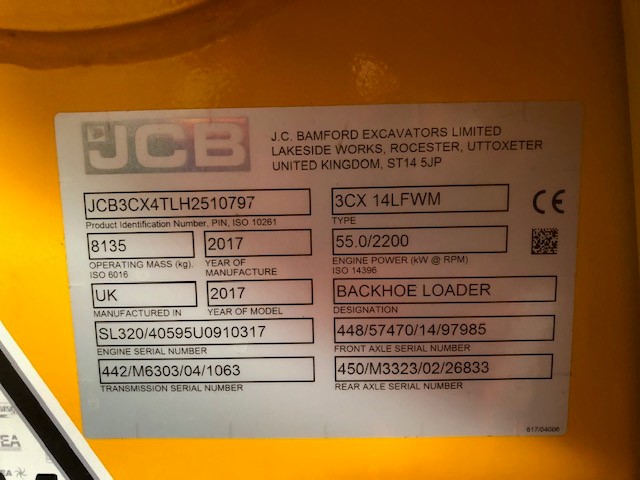 JCB
J.C. BAMFORD EXCAVATORS LIMITED
LAKESIDE WORKS, ROCESTER, UTTOXETER
UNITED KINGDOM, ST14 5JP
JCB3CX4TLH2510797
Product Identification Number, PIN, ISO 10261
3CX 14LFWM
TYPE
CE
8135
OPERATING MASS (kg),
ISO 6016
2017
YEAR OF
MANUFACTURE
55.0/2200
ENGINE POWER (kW @ RPM)
ISO 14396
UK
MANUFACTURED IN
2017
YEAR OF MODEL
BACKHOE LOADER
DESIGNATION
SL320/40595U0910317
ENGINE SERIAL NUMBER
448/57470/14/97985
FRONT AXLE SERIAL NUMBER
442/M6303/04/1063
TRANSMISSION SERIAL NUMBER
450/M3323/02/26833
REAR AXLE SERIAL NUMBER
817/04006